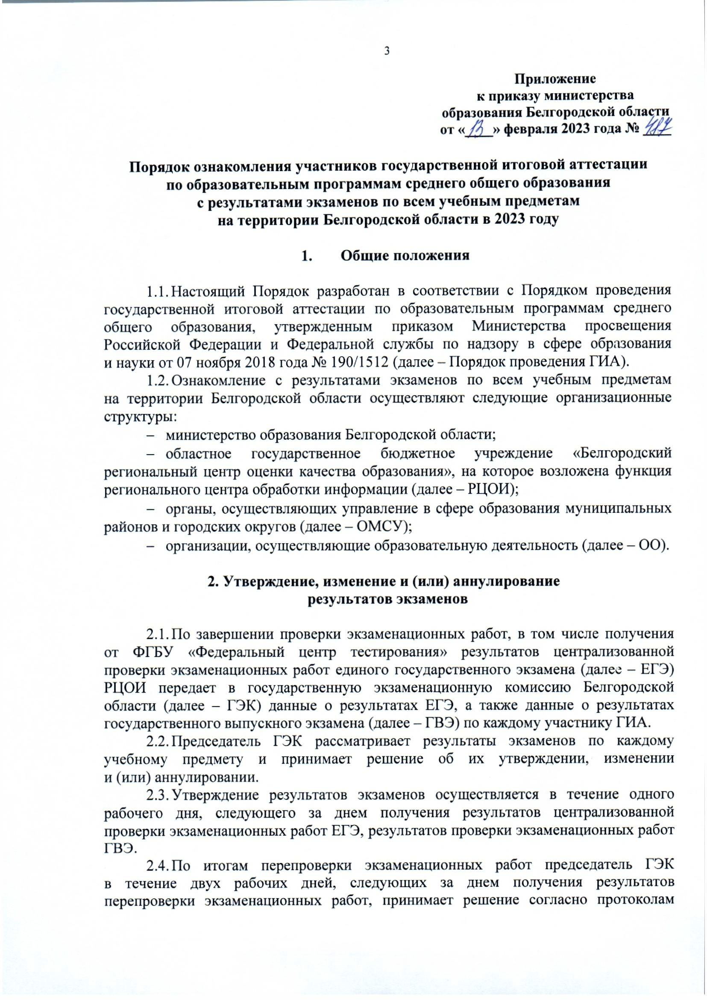 3
Приложение
к приказу министерства
образования Белгородской области
от «13» февраля 2023 года №
Порядок ознакомления участников государственной итоговой аттестации
по образовательным программам среднего общего образования
с результатами экзаменов по всем учебным предметам
на территории Белгородской области в 2023 году
1. Общие положения
1.1. Настоящий Порядок разработан в соответствии с Порядком проведения
государственной итоговой аттестации по образовательным программам среднего
общего образования, утвержденным приказом Министерства просвещения
Российской Федерации и Федеральной службы по надзору в сфере образования
и науки от 07 ноября 2018 года № 190/1512 (далее – Порядок проведения ГИА).
1.2. Ознакомление с результатами экзаменов по всем учебным предметам
на территории Белгородской области осуществляют следующие организационные
структуры:
– министерство образования Белгородской области;
– областное государственное бюджетное учреждение «Белгородский
региональный центр оценки качества образования», на которое возложена функция
регионального центра обработки информации (далее – РЦОИ);
– органы, осуществляющих управление в сфере образования муниципальных
районов и городских округов (далее – ОМСУ);
– организации, осуществляющие образовательную деятельность (далее – ОО).
2. Утверждение, изменение и (или) аннулирование
результатов экзаменов
2.1. По завершении проверки экзаменационных работ, в том числе получения
от ФГБУ «Федеральный центр тестирования» результатов централизованной
проверки экзаменационных работ единого государственного экзамена (далее – ЕГЭ)
РЦОИ передает в государственную экзаменационную комиссию Белгородской
области (далее – ГЭК) данные о результатах ЕГЭ, а также данные о результатах
государственного выпускного экзамена (далее – ГВЭ) по каждому участнику ГИА.
2.2. Председатель ГЭК рассматривает результаты экзаменов по каждому
учебному предмету и принимает решение об их утверждении, изменении
и (или) аннулировании.
2.3. Утверждение результатов экзаменов осуществляется в течение одного
рабочего дня, следующего за днем получения результатов централизованной
проверки экзаменационных работ ЕГЭ, результатов проверки экзаменационных работ
ГВЭ.
2.4. По итогам перепроверки экзаменационных работ председатель ГЭК
в течение двух рабочих дней, следующих за днем получения результатов
перепроверки экзаменационных работ, принимает решение согласно протоколам